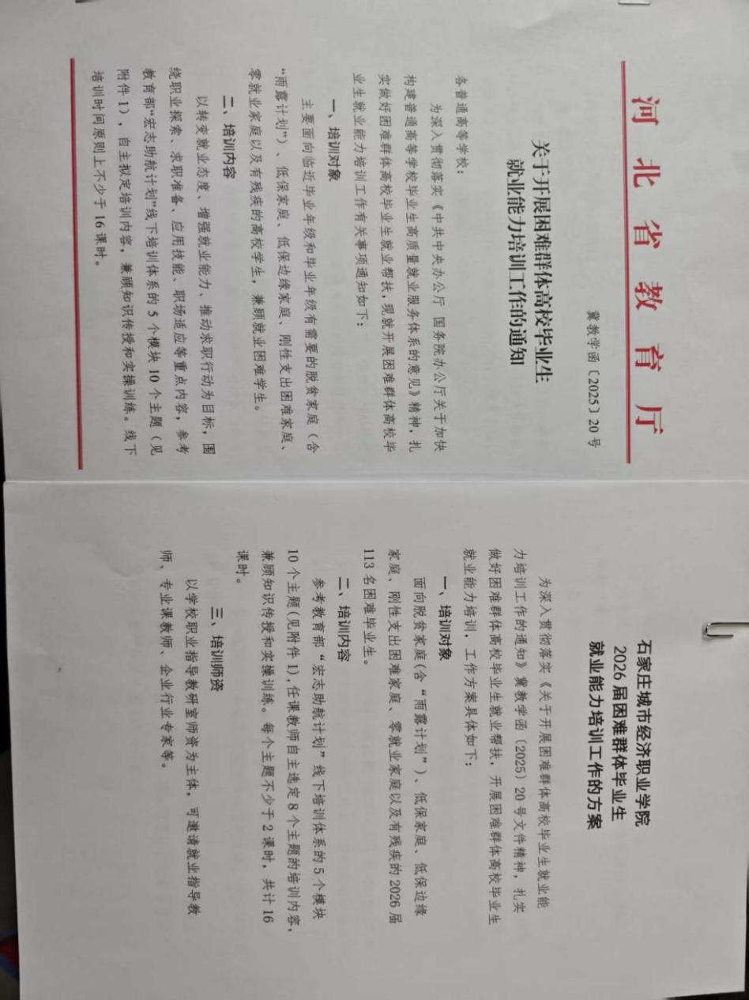 河北省教育厅
冀教学函〔2025〕20号
关于开展困难群体高校毕业生
就业能力培训工作的通知
各普通高等学校：
为深入贯彻落实《中共中央办公厅 国务院办公厅关于加快
构建普通高等学校毕业生高质量就业服务体系的意见》精神，扎
实做好困难群体高校毕业生就业帮扶，现就开展困难群体高校毕
业生就业能力培训工作有关事项通知如下：
一、培训对象
主要面向临近毕业年级和毕业年级有需要的脱贫家庭（含
“雨露计划”）、低保家庭、低保边缘家庭、刚性支出困难家庭、
零就业家庭以及有残疾的高校学生，兼顾就业困难学生。
二、培训内容
以转变就业态度、增强就业能力、推动求职行动为目标，围
绕职业探索、求职准备、应用技能、职场适应等重点内容，参考
教育部“宏志助航计划”线下培训体系的5个模块10个主题（见
附件1），自主拟定培训内容，兼顾知识传授和实操训练。线下
培训时间原则上不少于16课时。
石家庄城市经济职业学院
2026届困难群体毕业生
就业能力培训工作的方案
为深入贯彻落实《关于开展困难群体高校毕业生就业能
力培训工作的通知》冀教学函〔2025〕20号文件精神，扎实
做好困难群体高校毕业生就业帮扶，开展困难群体高校毕业生
就业能力培训，工作方案具体如下：
一、培训对象
面向脱贫家庭(含“雨露计划”)、低保家庭、低保边缘
家庭、刚性支出困难家庭、零就业家庭以及有残疾的2026届
113名困难毕业生。
二、培训内容
参考教育部“宏志助航计划”线下培训体系的5个模块
10个主题(见附件1),任课教师自主选定8个主题的培训内容，
兼顾知识传授和实操训练。每个主题不少于2课时，共计16
课时。
三、培训师资
以学校职业指导教研室师资为主体，可邀请就业指导教
师、专业课教师、企业行业专家等。